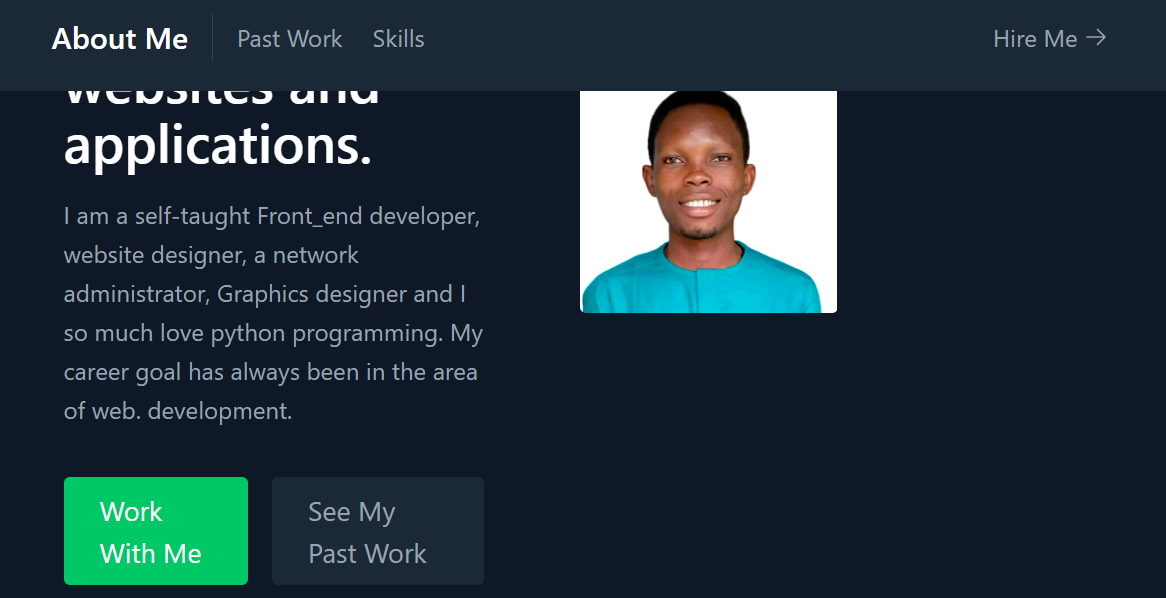 About Me
Past Work
Skills
Hire Me →
websites and
applications.
I am a self-taught Front_end developer,
website designer, a network
administrator, Graphics designer and I
so much love python programming. My
career goal has always been in the area
of web. development.
Work
With Me
See My
Past Work